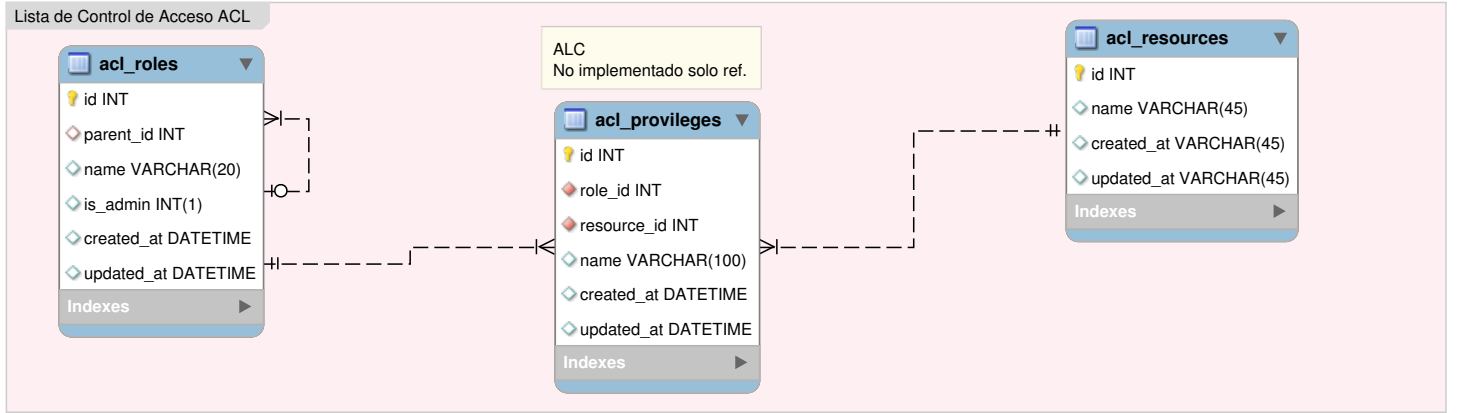 Lista de Control de Acceso ACL
acl_roles
id INT
parent_id INT
name VARCHAR(20)
is_admin INT(1)
created_at DATETIME
updated_at DATETIME
Indexes
ALC
No implementado solo ref.
acl_provileges
id INT
role_id INT
resource_id INT
name VARCHAR(100)
created_at DATETIME
updated_at DATETIME
Indexes
acl_resources
id INT
name VARCHAR(45)
created_at VARCHAR(45)
updated_at VARCHAR(45)
Indexes